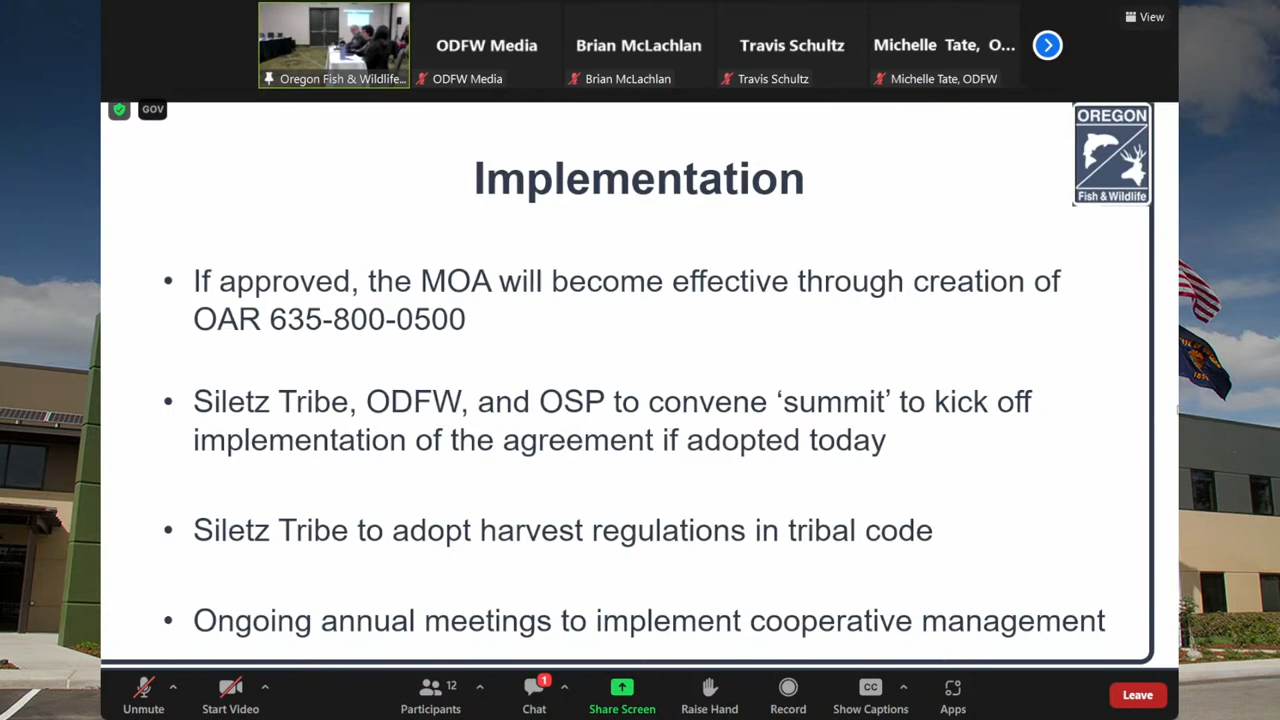 View
ODFW Media
Brian McLachlan
Travis Schultz
Michelle Tate, O...
Oregon Fish & Wildlife...
ODFW Media
Brian McLachlan
Travis Schultz
Michelle Tate, ODFW
GOV
OREGON
Fish & Wildlife
Implementation
• If approved, the MOA will become effective through creation of
OAR 635-800-0500
• Siletz Tribe, ODFW, and OSP to convene ‘summit’ to kick off
implementation of the agreement if adopted today
• Siletz Tribe to adopt harvest regulations in tribal code
• Ongoing annual meetings to implement cooperative management
Unmute
Start Video
12
Participants
1
Chat
Share Screen
Raise Hand
Record
CC
Show Captions
Apps
Leave